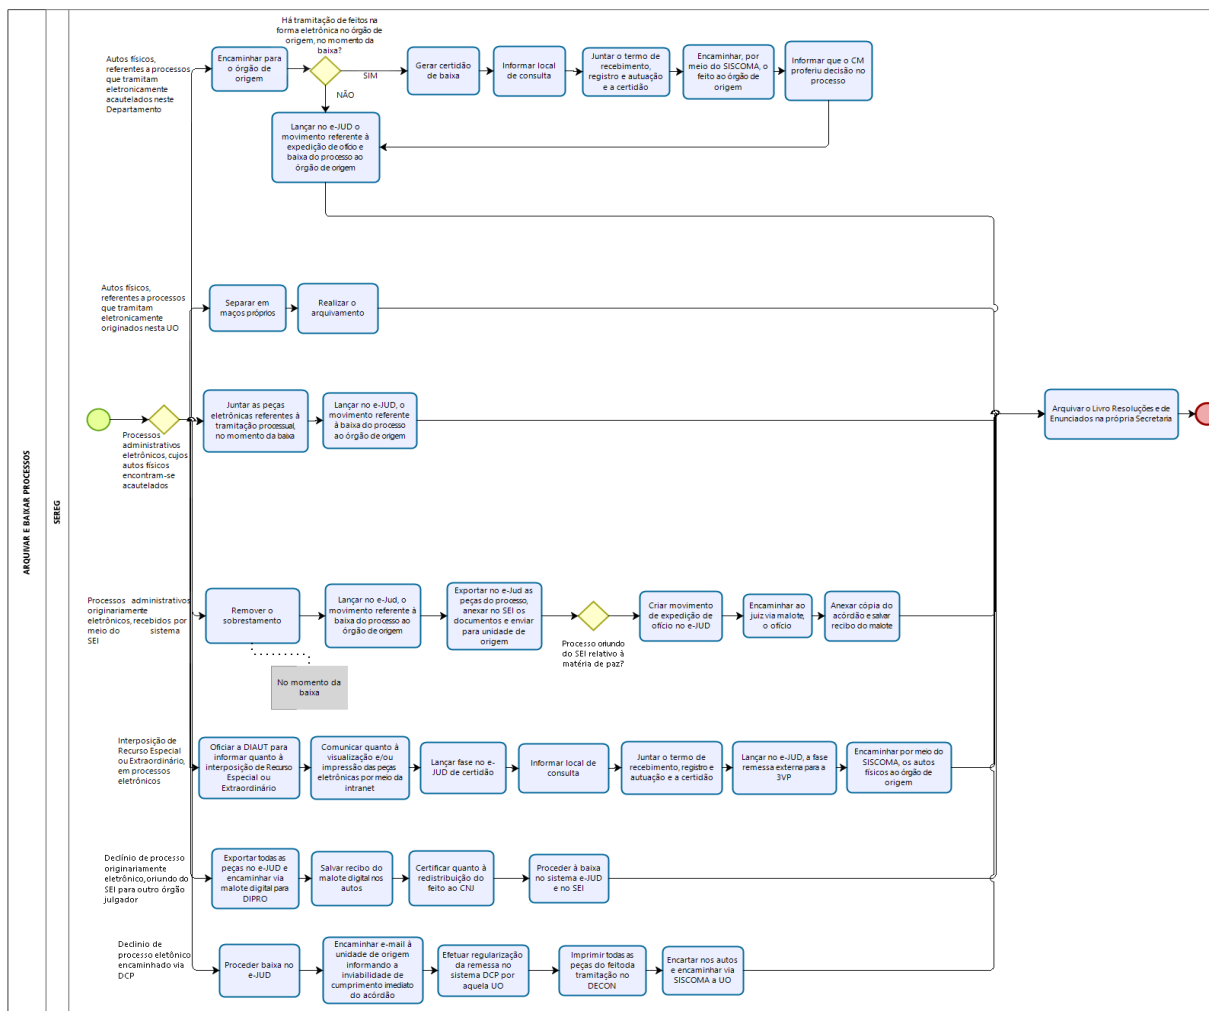 ARQUIVAR E BAIXAR PROCESSOS
SEREG
Há tramitação de feitos na
forma eletrônica no órgão de
origem, no momento da
baixa?
Autos físicos,
referentes a processos
que tramitam
eletronicamente
acautelados neste
Departamento
Encaminhar para
o órgão de
origem
SIM
NÃO
Gerar certidão
de baixa
Informar local
de consulta
Juntar o termo de
recebimento,
registro e autuação
e a certidão
Encaminhar, por
meio do SISCOMA, o
feito ao órgão de
origem
Informar que o CM
proferiu decisão no
processo
Lançar no e-JUD o
movimento referente à
expedição de ofício e
baixa do processo ao
órgão de origem
Autos físicos,
referentes a processos
que tramitam
eletronicamente
originados nesta UO
Separar em
maços próprios
Realizar o
arquivamento
Processos
administrativos
eletrônicos, cujos
autos físicos
encontram-se
acautelados
Juntar as peças
eletrônicas referentes à
tramitação processual,
no momento da baixa
Lançar no e-JUD, o
movimento referente
à baixa do processo
ao órgão de origem
Arquivar o Livro Resoluções e de
Enunciados na própria Secretaria
Processos administrativos
originariamente
eletrônicos, recebidos por
meio do sistema
SEI
Remover o
sobrestamento
Lançar no e-Jud, o
movimento referente à
baixa do processo ao
órgão de origem
Exportar no e-Jud as
peças do processo,
anexar no SEI os
documentos e enviar
para unidade de
origem
Processo oriundo
do SEI relativo à
matéria de paz?
Criar movimento
de expedição de
ofício no e-JUD
Encaminhar ao
juiz via malote,
o ofício
Anexar cópia do
acórdão e salvar
recibo do malote
No momento da
baixa
Interposição de
Recurso Especial
ou Extraordinário,
em processos
eletrônicos
Oficiar a DIAUT para
informar quanto à
interposição de Recurso
Especial ou
Extraordinário
Comunicar quanto à
visualização e/ou
impressão das peças
eletrônicas por meio da
intranet
Lançar fase no e-
JUD de certidão
Informar local de
consulta
Juntar o termo de
recebimento, registro e
autuação e a certidão
Lançar no e-JUD, a fase
remessa externa para a
3VP
Encaminhar por meio do
SISCOMA, os autos
físicos ao órgão de
origem
Declínio de processo
originariamente
eletrônico, oriundo do
SEI para outro órgão
julgador
Exportar todas as
peças no e-JUD e
encaminhar via
malote digital para
DIPRO
Salvar recibo do
malote digital nos
autos
Certificar quanto à
redistribuição do
feito ao CNJ
Proceder à baixa
no sistema e-JUD
e no SEI
Declinio de
processo eletônico
encaminhado via
DCP
Proceder baixa no
e-JUD
Encaminhar e-mail à
unidade de origem
informando a
inviabilidade de
cumprimento imediato
do acórdão
Efetuar regularização
da remessa no
sistema DCP por
aquela UO
Imprimir todas as
peças do feito da
tramitação no
DECON
Encartar nos autos
e encaminhar via
SISCOMA a UO